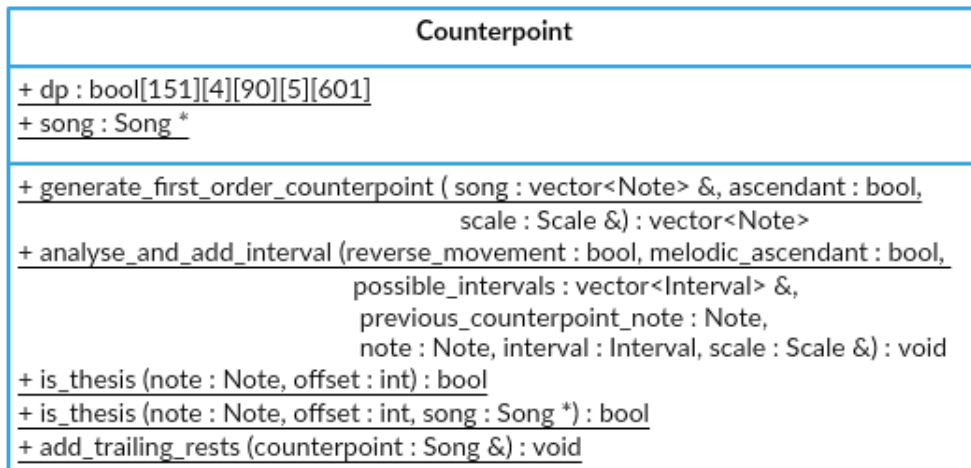 Counterpoint
+ dp : bool[151][4][90][5][601]
+ song : Song *
+ generate_first_order_counterpoint ( song : vector<Note> &, ascendant : bool,
scale : Scale &) : vector<Note>
+ analyse_and_add_interval (reverse_movement : bool, melodic_ascendant : bool,
possible_intervals : vector<Interval> &,
previous_counterpoint_note : Note,
note : Note, interval : Interval, scale : Scale &) : void
+ is_thesis (note : Note, offset : int) : bool
+ is_thesis (note : Note, offset : int, song : Song *) : bool
+ add_trailing_rests (counterpoint : Song &) : void